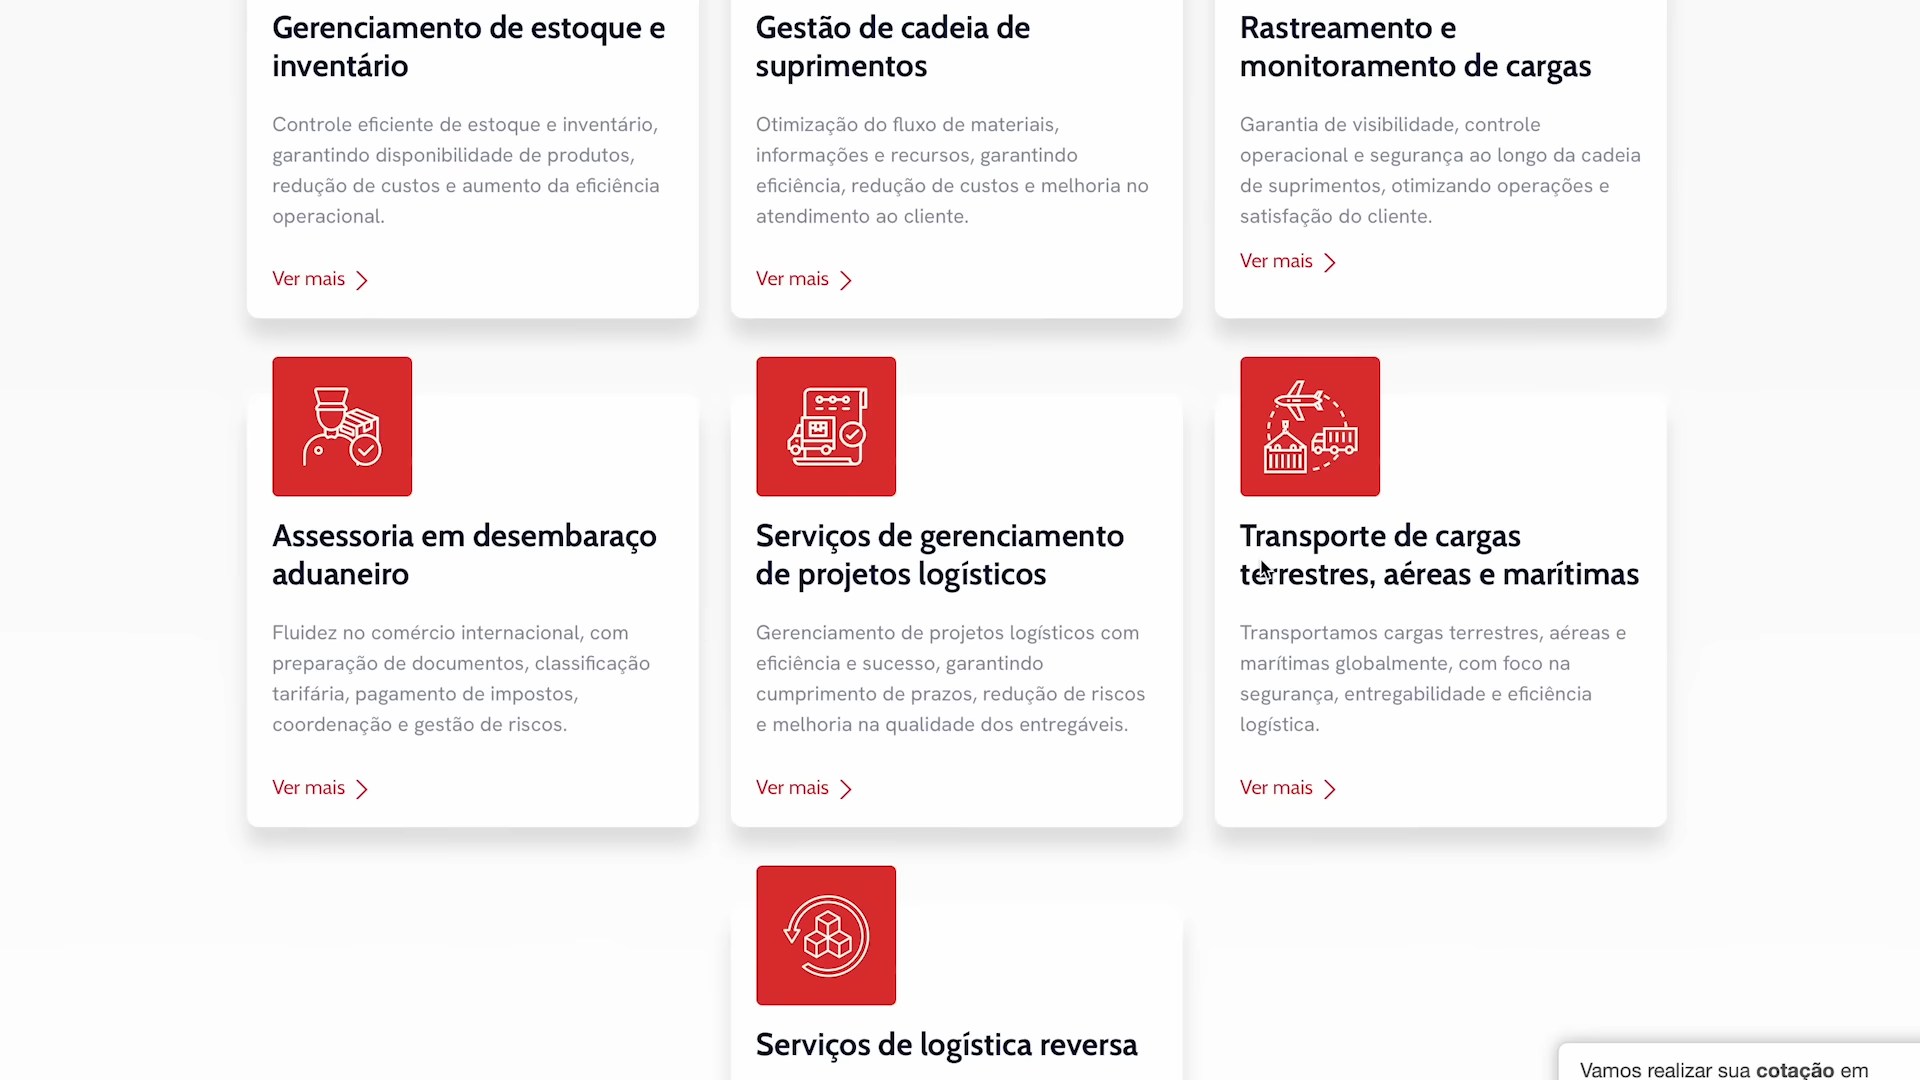 Gerenciamento de estoque e
inventário
Controle eficiente de estoque e inventário,
garantindo disponibilidade de produtos,
redução de custos e aumento da eficiência
operacional.
Ver mais
Gestão de cadeia de
suprimentos
Otimização do fluxo de materiais,
informações e recursos, garantindo
eficiência, redução de custos e melhoria no
atendimento ao cliente.
Ver mais
Rastreamento e
monitoramento de cargas
Garantia de visibilidade, controle
operacional e segurança ao longo da cadeia
de suprimentos, otimizando operações e
satisfação do cliente.
Ver mais
Assessoria em desembaraço
aduaneiro
Fluidez no comércio internacional, com
preparação de documentos, classificação
tarifária, pagamento de impostos,
coordenação e gestão de riscos.
Ver mais
Serviços de gerenciamento
de projetos logísticos
Gerenciamento de projetos logísticos com
eficiência e sucesso, garantindo
cumprimento de prazos, redução de riscos
e melhoria na qualidade dos entregáveis.
Ver mais
Transporte de cargas
terrestres, aéreas e marítimas
Transportamos cargas terrestres, aéreas e
marítimas globalmente, com foco na
segurança, entregabilidade e eficiência
logística.
Ver mais
Serviços de logística reversa
Vamos realizar sua cotação em